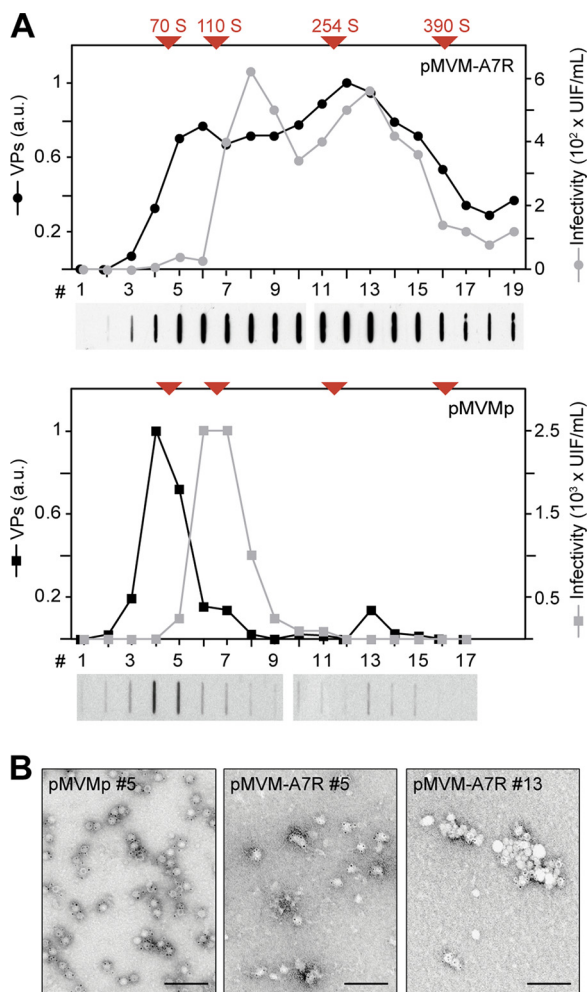 A
70 S 110 S 254 S 390 S
pMVM-A7R
VPs (a.u.)
1
0.6
0.2
Infectivity (10² x UIF/mL)
6
4
2
0
# 1 3 5 7 9 11 13 15 17 19
pMVMp
VPs (a.u.)
1
0.6
0.2
Infectivity (10³ x UIF/mL)
2.5
1.5
0.5
# 1 3 5 7 9 11 13 15 17
B
pMVMp #5 pMVM-A7R #5 pMVM-A7R #13